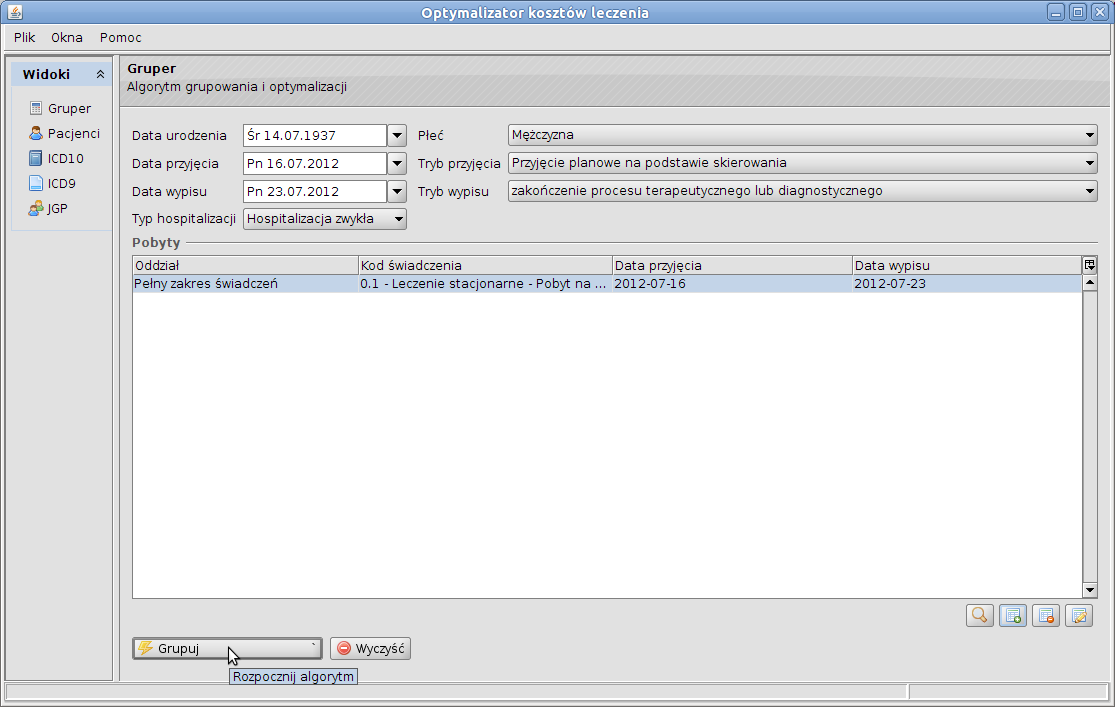 Optymalizator kosztów leczenia
Plik Okna Pomoc
Widoki
Gruper
Pacjenci
ICD10
ICD9
JGP
Gruper
Algorytm grupowania i optymalizacji
Data urodzenia Śr 14.07.1937 Płeć Mężczyzna
Data przyjęcia Pn 16.07.2012 Tryb przyjęcia Przyjęcie planowe na podstawie skierowania
Data wypisu Pn 23.07.2012 Tryb wypisu zakończenie procesu terapeutycznego lub diagnostycznego
Typ hospitalizacji Hospitalizacja zwykła
Pobyty
Oddział Kod świadczenia Data przyjęcia Data wypisu
Pełny zakres świadczeń 0.1 - Leczenie stacjonarne - Pobyt na ... 2012-07-16 2012-07-23
Grupuj ` Wyczyść
Rozpocznij algorytm